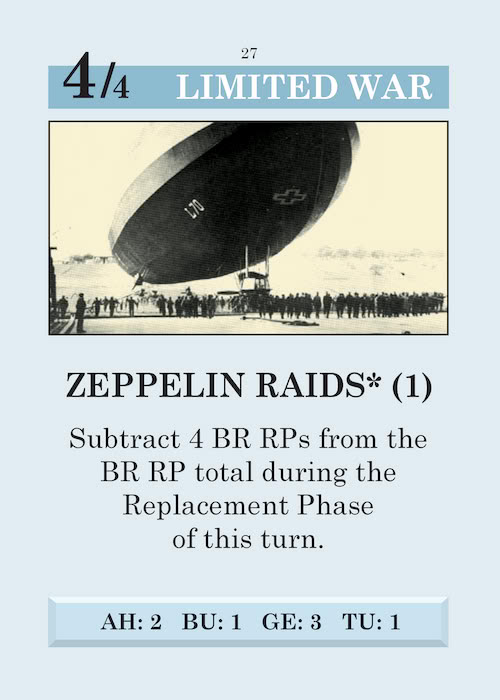 27
4/4 LIMITED WAR
L70
ZEPPELIN RAIDS* (1)
Subtract 4 BR RPs from the
BR RP total during the
Replacement Phase
of this turn.
AH: 2 BU: 1 GE: 3 TU: 1